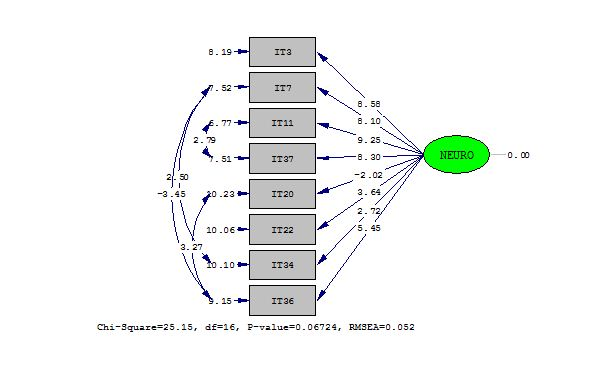 8.19 IT3
7.52 IT7
8.58
8.10
6.77 IT11
2.79
9.25
7.51 IT37
8.30
NEURO 0.00
-2.02
2.50
-3.45
10.23 IT20
3.64
2.72
10.06 IT22
5.45
3.27
10.10 IT34
9.15 IT36
Chi-Square=25.15, df=16, P-value=0.06724, RMSEA=0.052